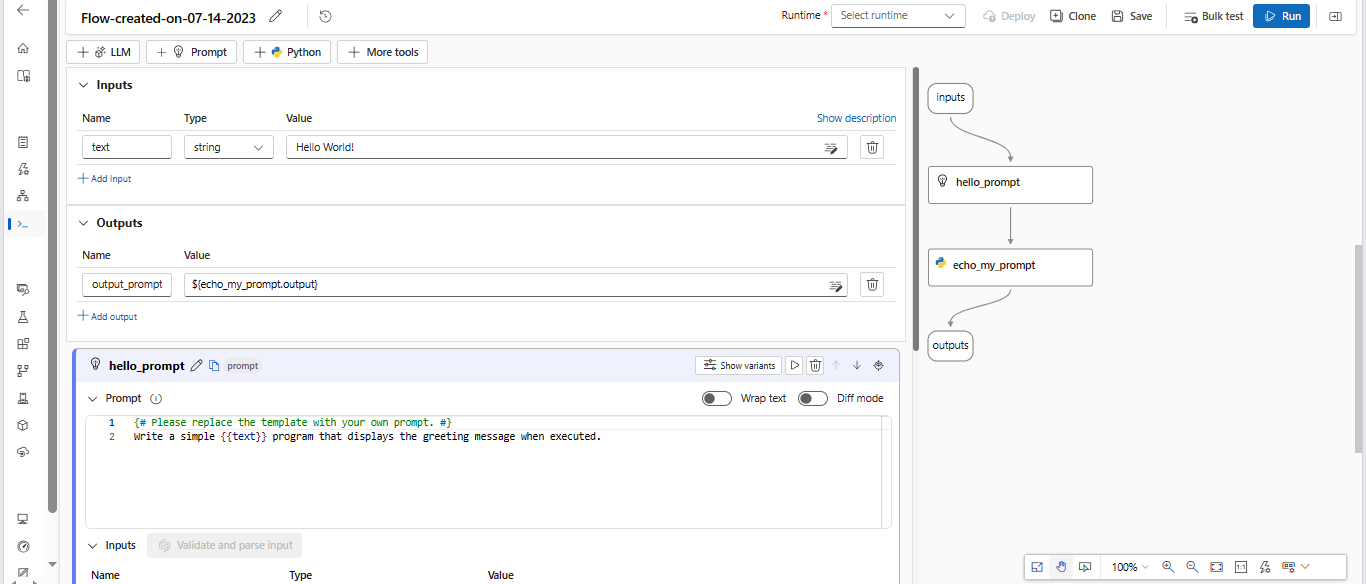 Flow-created-on-07-14-2023
Runtime * Select runtime Deploy Clone Save Bulk test Run
LLM Prompt Python More tools
Inputs
Name Type Value Show description
text string Hello World!
Add Input
Outputs
Name Value
output_prompt ${echo_my_prompt.output}
Add output
hello_prompt prompt Show variants
Prompt Wrap text Diff mode
1 {# Please replace the template with your own prompt. #}
2 Write a simple {{text}} program that displays the greeting message when executed.
Inputs Validate and parse input
Name Type Value
inputs
hello_prompt
echo_my_prompt
outputs
100% 1:1